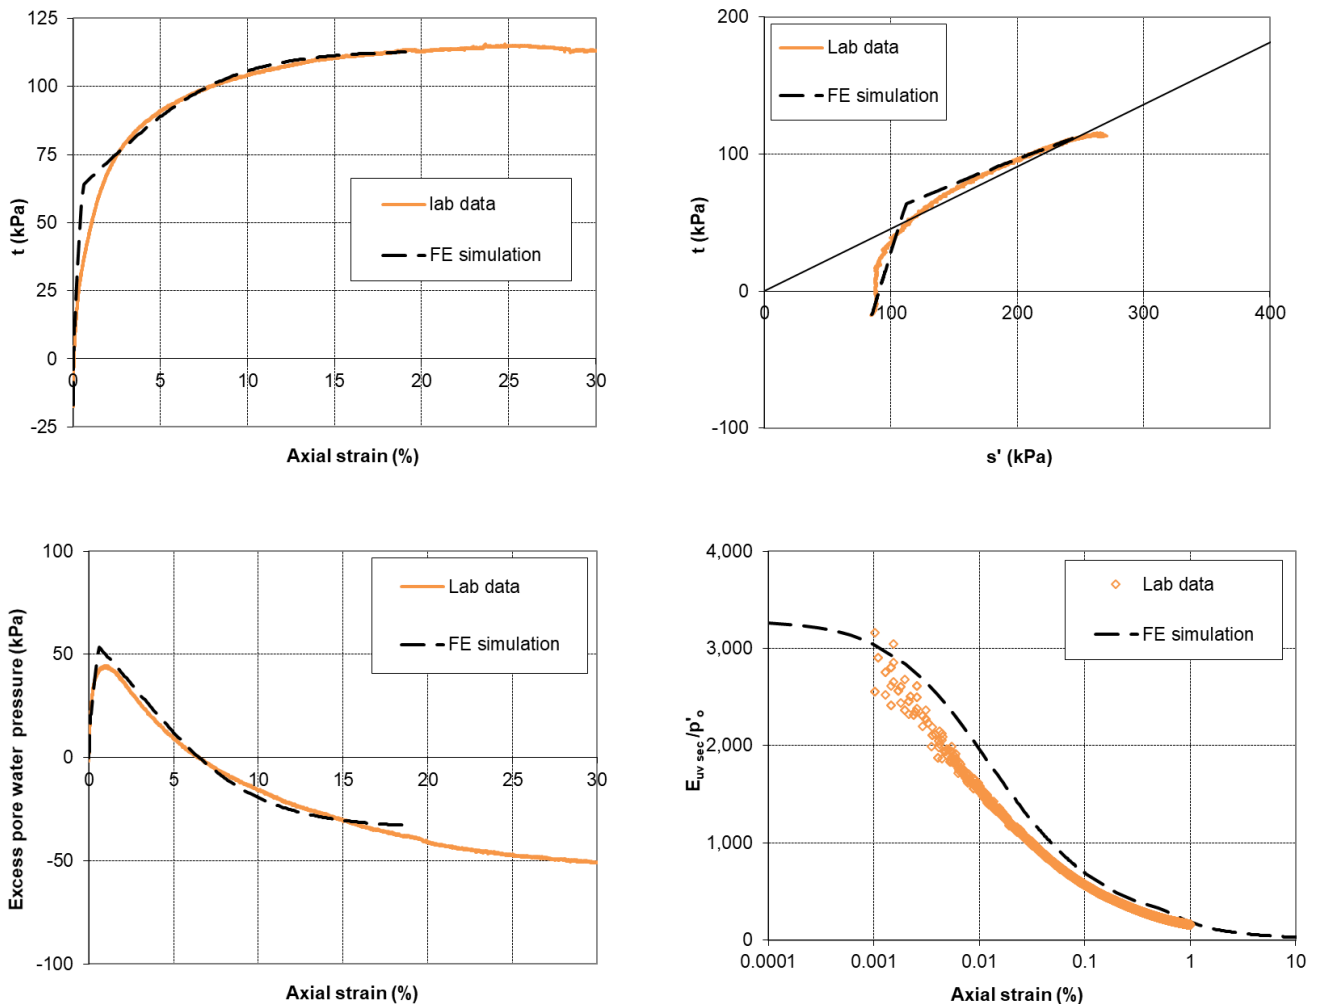 125
100
75
50
25
0
-25
t (kPa)
0 5 10 15 20 25 30
Axial strain (%)
lab data
FE simulation
200
100
0
-100
t (kPa)
0 100 200 300 400
s' (kPa)
Lab data
FE simulation
100
50
0
-50
-100
Excess pore water pressure (kPa)
0 5 10 15 20 25 30
Axial strain (%)
Lab data
FE simulation
4,000
3,000
2,000
1,000
0
Euv sec/p'o
0.0001 0.001 0.01 0.1 1 10
Axial strain (%)
Lab data
FE simulation